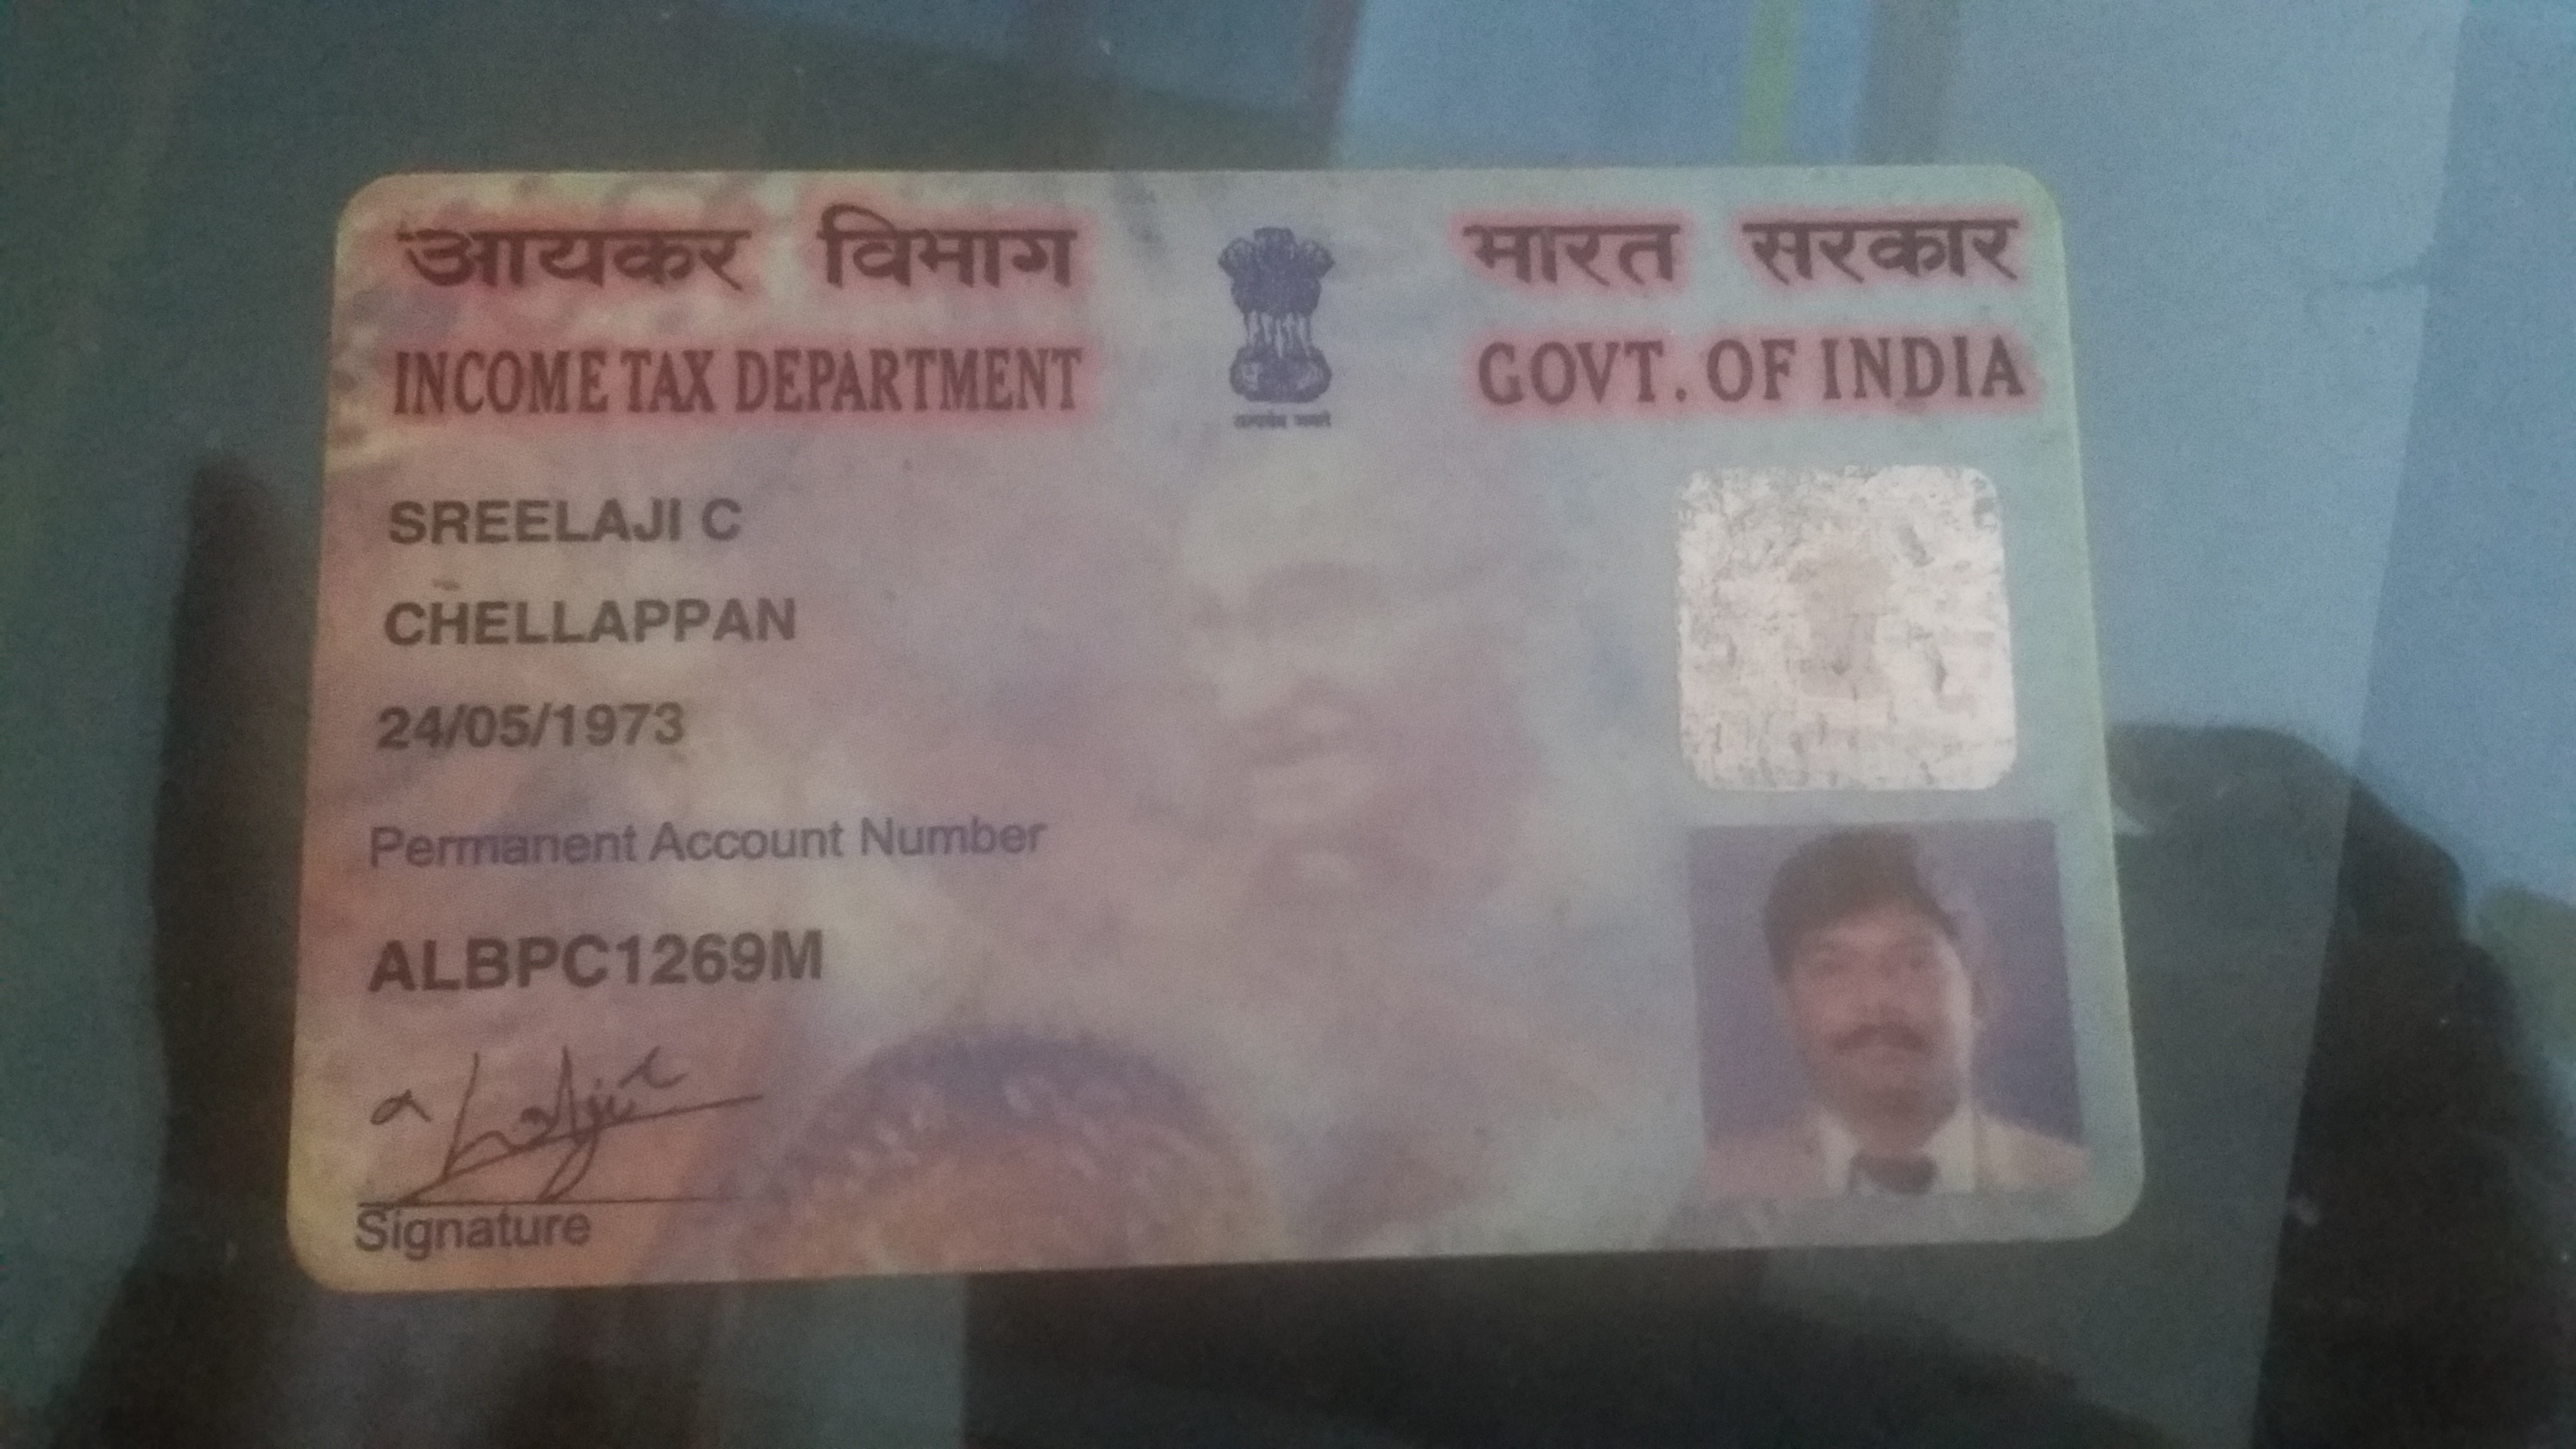 आयकर विभाग
भारत सरकार
INCOME TAX DEPARTMENT
GOVT. OF INDIA
सत्यमेव जयते
SREELAJI C
CHELLAPPAN
24/05/1973
Permanent Account Number
ALBPC1269M
Signature